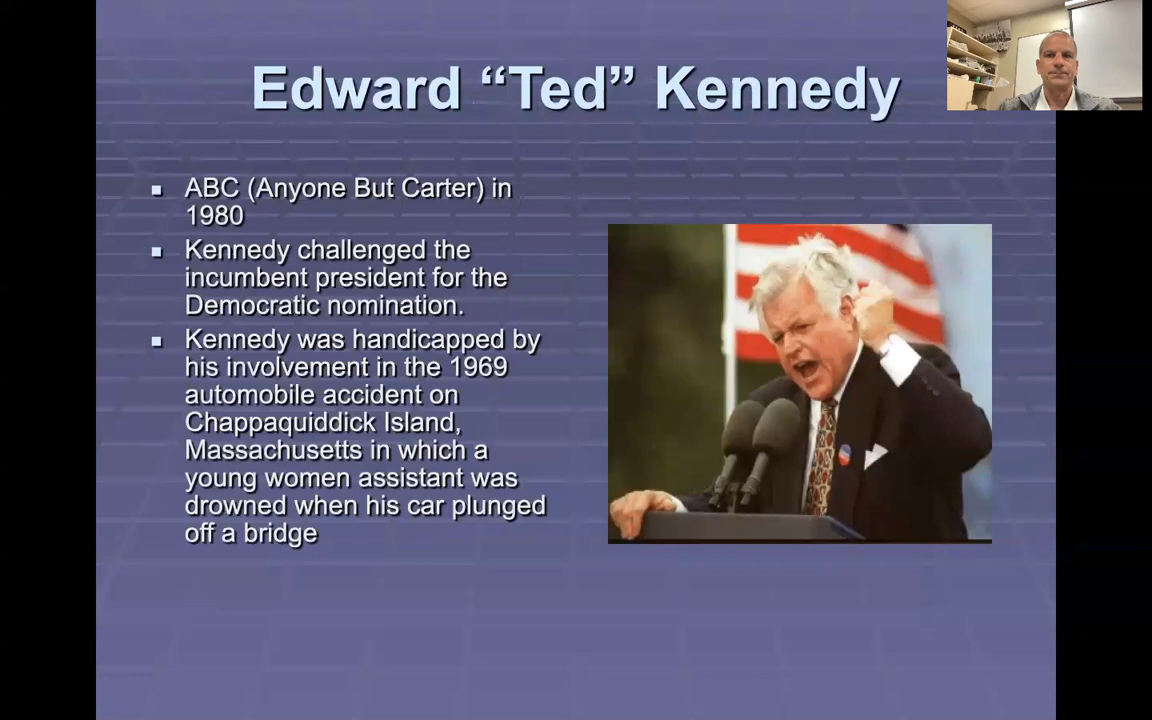 Edward “Ted” Kennedy
ABC (Anyone But Carter) in
1980
Kennedy challenged the
incumbent president for the
Democratic nomination.
Kennedy was handicapped by
his involvement in the 1969
automobile accident on
Chappaquiddick Island,
Massachusetts in which a
young women assistant was
drowned when his car plunged
off a bridge